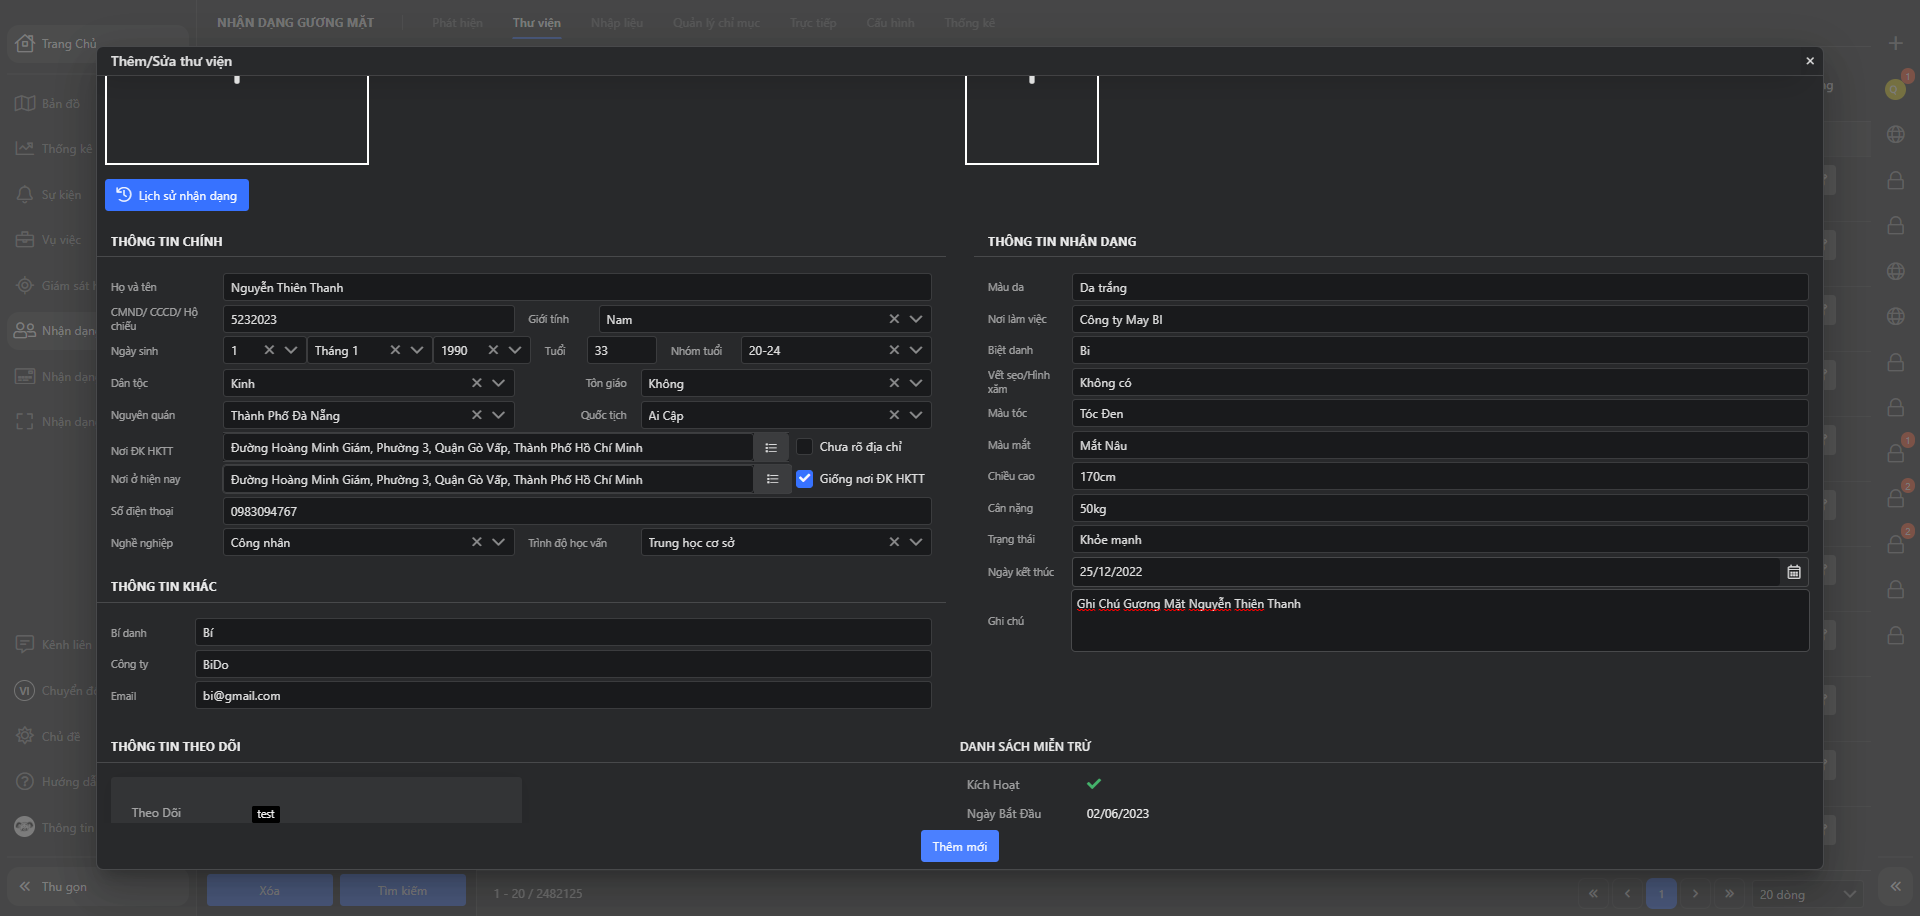 NHẬN DẠNG GƯƠNG MẶT
Phát hiện
Thư viện
Nhập liệu
Quản lý chỉ mục
Trực tiếp
Cấu hình
Thống kê
Trang Chủ
Bản đồ
Thống kê
Sự kiện
Vụ việc
Giám sát
Nhận dạng
Nhận dạng
Nhận dạng
Kênh liên
VI Chuyển đ
Chủ đề
Hướng dẫ
Thông tin
Thu gọn
Thêm/Sửa thư viện
Lịch sử nhận dạng
THÔNG TIN CHÍNH
Họ và tên Nguyễn Thiên Thanh
CMND/ CCCD/ Hộ chiếu 5232023 Giới tính Nam
Ngày sinh 1 Tháng 1 1990 Tuổi 33 Nhóm tuổi 20-24
Dân tộc Kinh Tôn giáo Không
Nguyên quán Thành Phố Đà Nẵng Quốc tịch Ai Cập
Nơi ĐK HKTT Đường Hoàng Minh Giám, Phường 3, Quận Gò Vấp, Thành Phố Hồ Chí Minh Chưa rõ địa chỉ
Nơi ở hiện nay Đường Hoàng Minh Giám, Phường 3, Quận Gò Vấp, Thành Phố Hồ Chí Minh Giống nơi ĐK HKTT
Số điện thoại 0983094767
Nghề nghiệp Công nhân Trình độ học vấn Trung học cơ sở
THÔNG TIN KHÁC
Bí danh Bí
Công ty BiDo
Email bi@gmail.com
THÔNG TIN NHẬN DẠNG
Màu da Da trắng
Nơi làm việc Công ty May BI
Biệt danh Bi
Vết sẹo/Hình xăm Không có
Màu tóc Tóc Đen
Màu mắt Mắt Nâu
Chiều cao 170cm
Cân nặng 50kg
Trạng thái Khỏe mạnh
Ngày kết thúc 25/12/2022
Ghi chú Ghi Chú Gương Mặt Nguyễn Thiên Thanh
THÔNG TIN THEO DÕI
Theo Dõi test
DANH SÁCH MIỄN TRỪ
Kích Hoạt
Ngày Bắt Đầu 02/06/2023
Thêm mới
Xóa
Tìm kiếm
1 - 20 / 2482125
1
20 dòng
Q
1
1
2
2